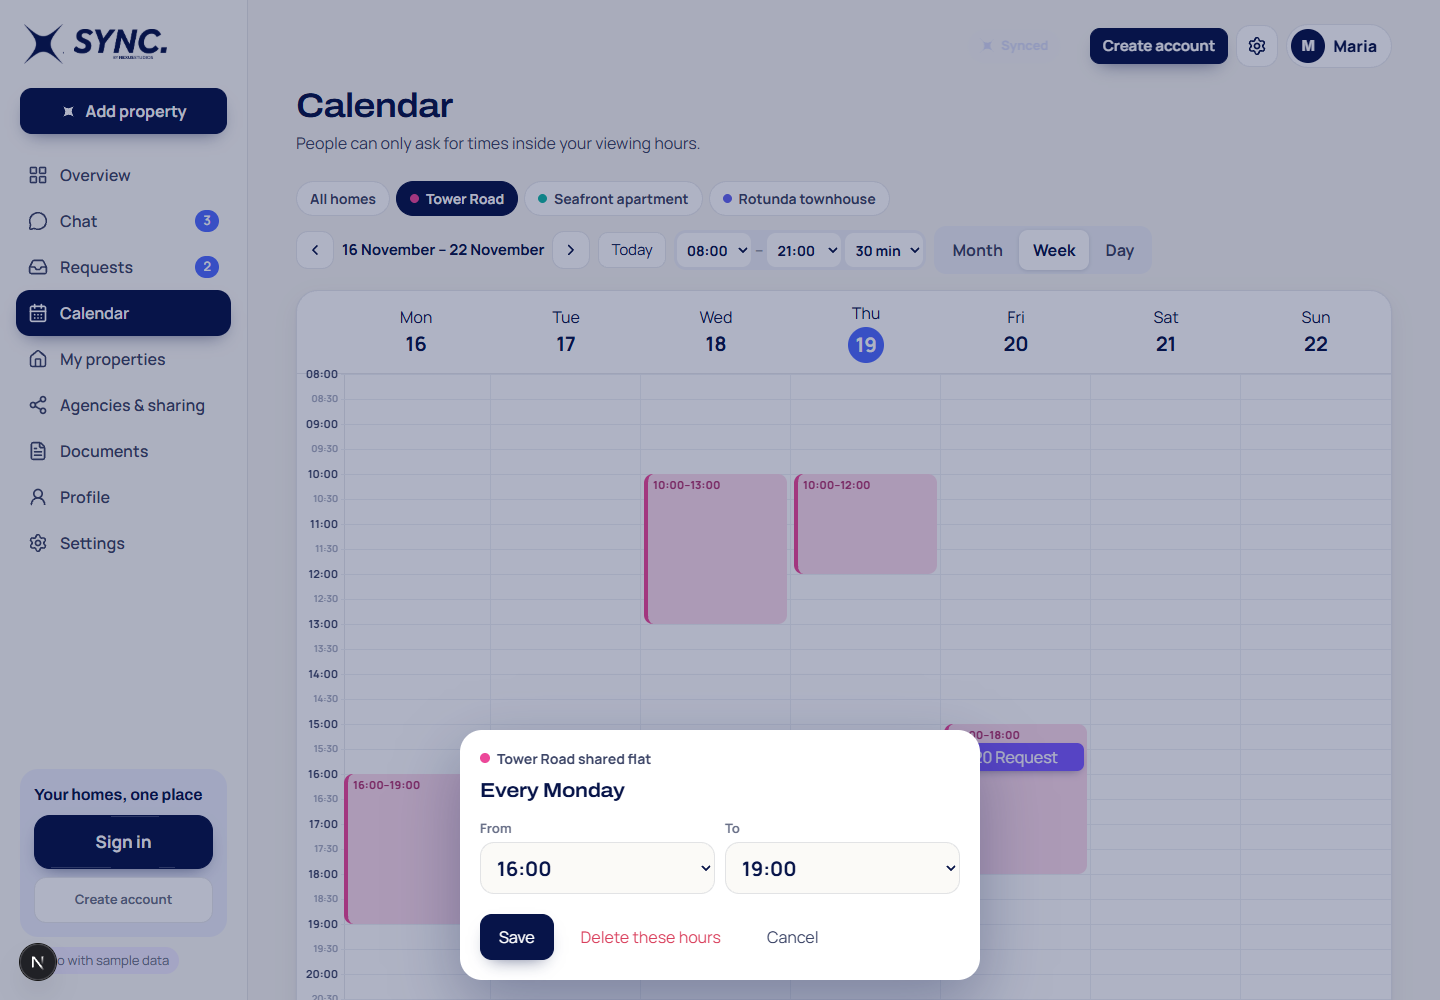 SYNC.
Add property
Overview
Chat 3
Requests 2
Calendar
My properties
Agencies & sharing
Documents
Profile
Settings
Your homes, one place
Sign in
Create account
N
o with sample data
Synced
Create account
M Maria
Calendar
People can only ask for times inside your viewing hours.
All homes Tower Road Seafront apartment Rotunda townhouse
16 November – 22 November Today 08:00 – 21:00 30 min Month Week Day
Mon Tue Wed Thu Fri Sat Sun
16 17 18 19 20 21 22
08:00
08:30
09:00
09:30
10:00 10:00–13:00 10:00–12:00
10:30
11:00
11:30
12:00
12:30
13:00
13:30
14:00
14:30
15:00 00–18:00
15:30 20 Request
16:00 16:00–19:00
16:30
17:00
17:30
18:00
18:30
19:00
19:30
20:00
20:30
Tower Road shared flat
Every Monday
From To
16:00 19:00
Save Delete these hours Cancel